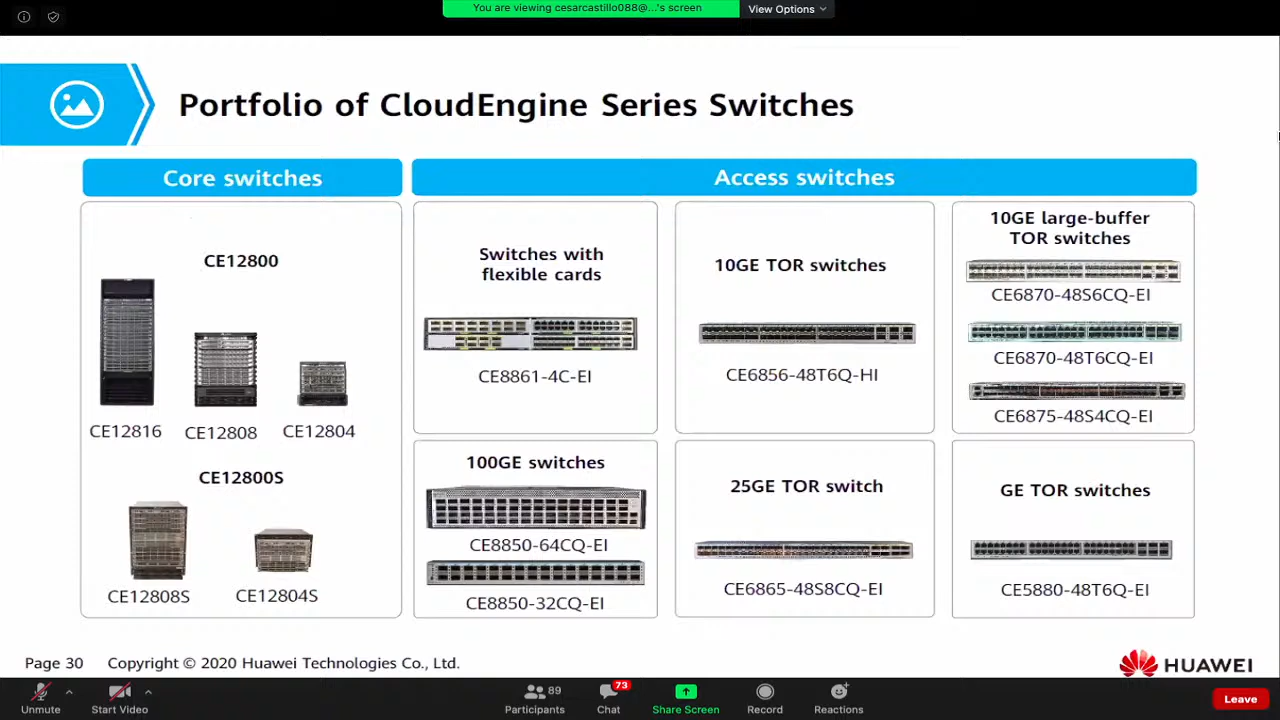 You are viewing cesarcastillo088@...'s screen
View Options
Portfolio of CloudEngine Series Switches
Core switches
Access switches
CE12800
CE12816
CE12808
CE12804
CE12800S
CE12808S
CE12804S
Switches with
flexible cards
CE8861-4C-EI
10GE TOR switches
CE6856-48T6Q-HI
10GE large-buffer
TOR switches
CE6870-48S6CQ-EI
CE6870-48T6CQ-EI
CE6875-48S4CQ-EI
100GE switches
CE8850-64CQ-EI
CE8850-32CQ-EI
25GE TOR switch
CE6865-48S8CQ-EI
GE TOR switches
CE5880-48T6Q-EI
Page 30
Copyright © 2020 Huawei Technologies Co., Ltd.
HUAWEI
Unmute
Start Video
89
Participants
73
Chat
Share Screen
Record
Reactions
Leave